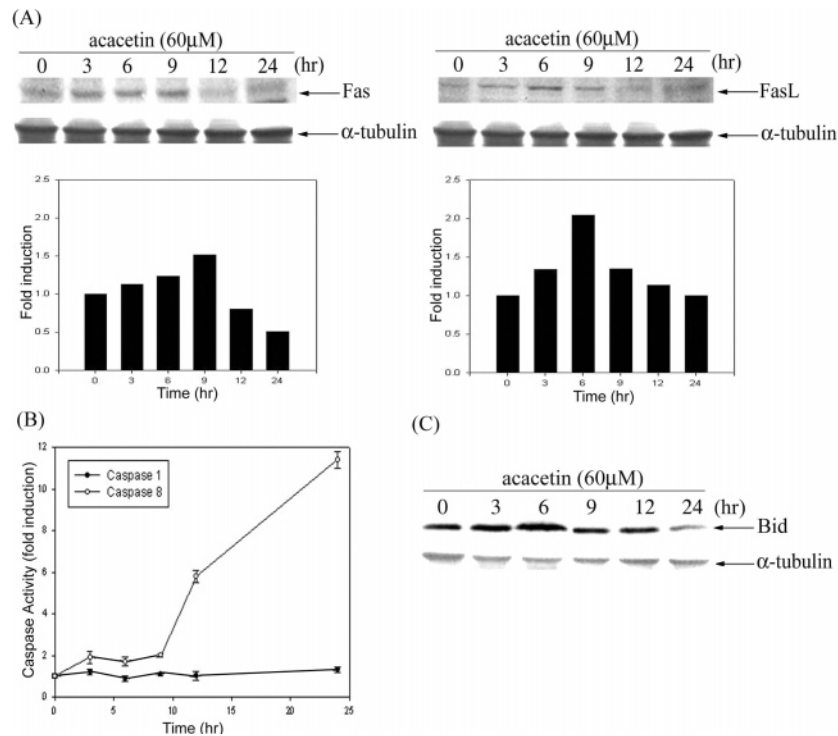 (A)
acacetin (60μM)
0 3 6 9 12 24 (hr)
Fas
α-tubulin
Fold induction
2.5
2.0
1.5
1.0
0.5
0.0
0 3 6 9 12 24
Time (hr)
acacetin (60μM)
0 3 6 9 12 24 (hr)
FasL
α-tubulin
Fold induction
2.5
2.0
1.5
1.0
0.5
0.0
0 3 6 9 12 24
Time (hr)
(B)
Caspase Activity (fold induction)
12
10
8
6
4
2
0
Caspase 1
Caspase 8
0 5 10 15 20 25
Time (hr)
(C)
acacetin (60μM)
0 3 6 9 12 24 (hr)
Bid
α-tubulin